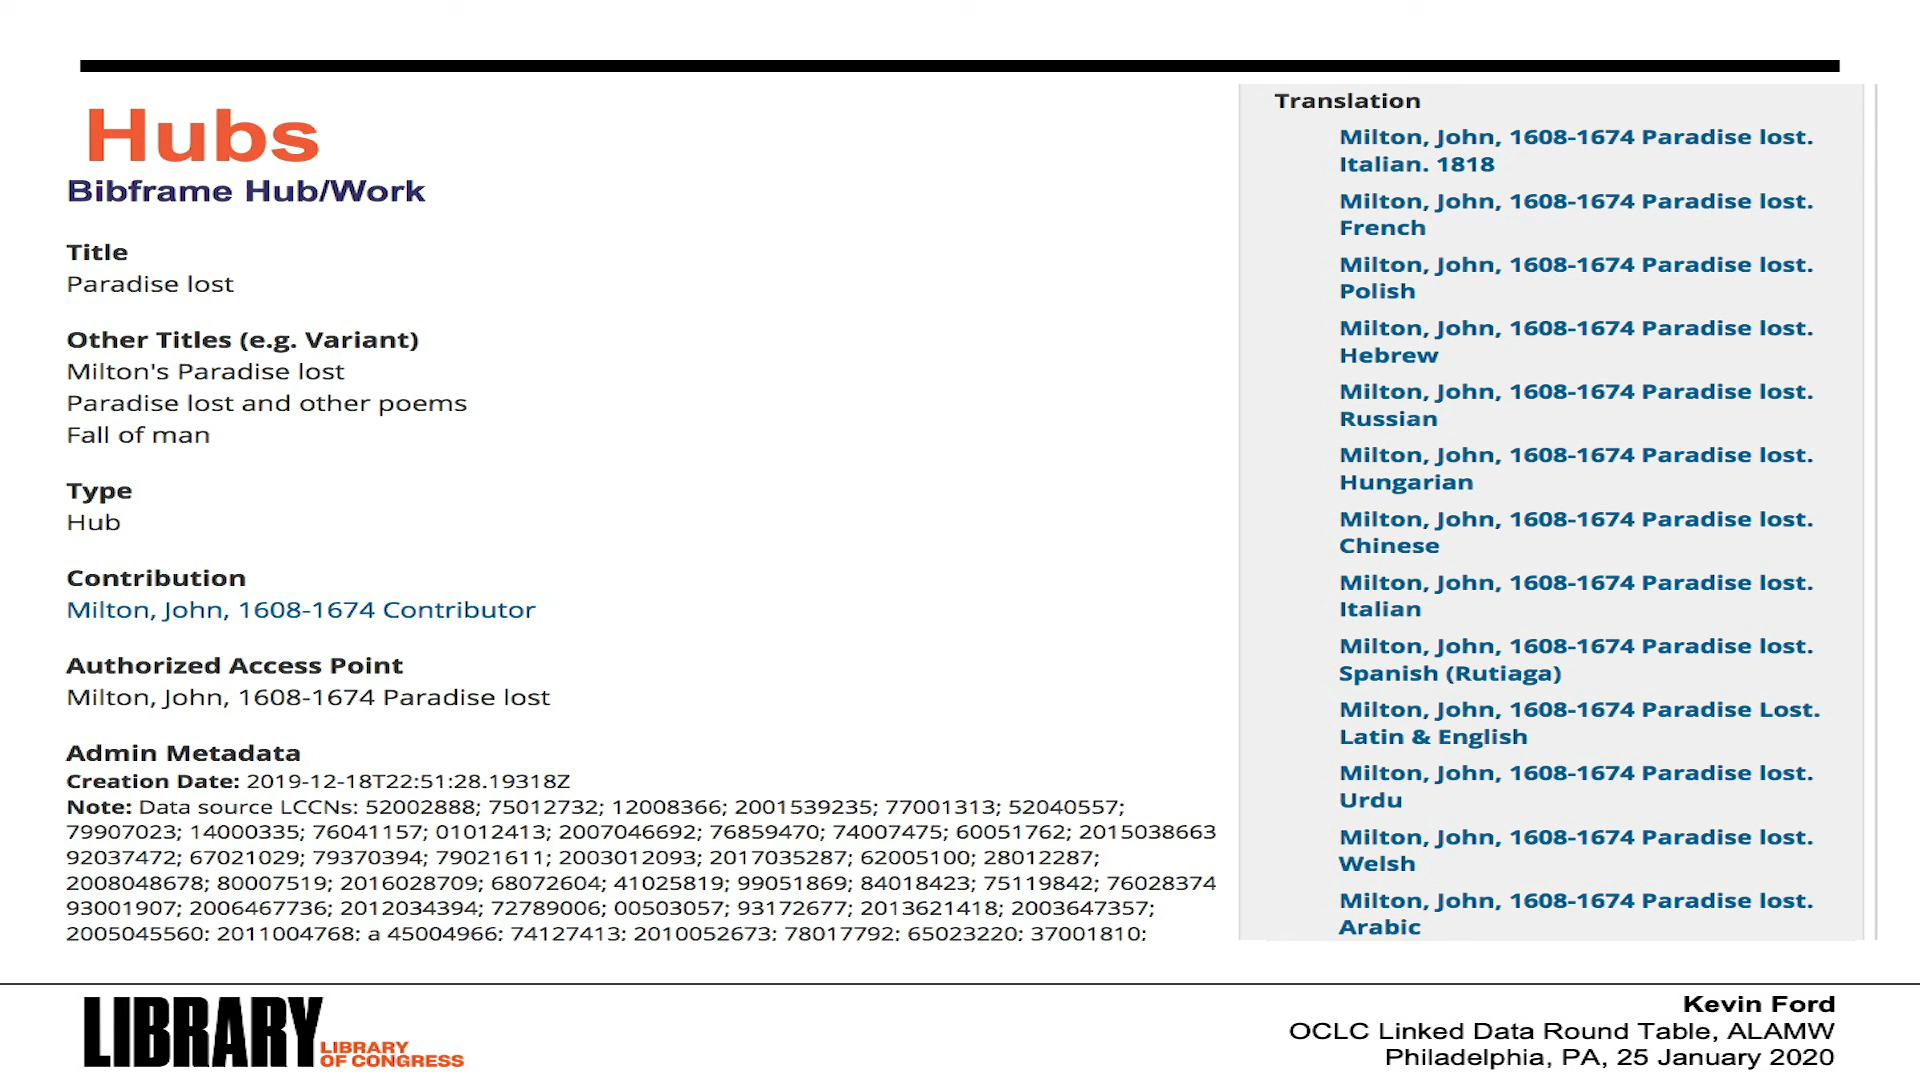 Hubs
Bibframe Hub/Work
Title
Paradise lost
Other Titles (e.g. Variant)
Milton's Paradise lost
Paradise lost and other poems
Fall of man
Type
Hub
Contribution
Milton, John, 1608-1674 Contributor
Authorized Access Point
Milton, John, 1608-1674 Paradise lost
Admin Metadata
Creation Date: 2019-12-18T22:51:28.19318Z
Note: Data source LCCNs: 52002888; 75012732; 12008366; 2001539235; 77001313; 52040557;
79907023; 14000335; 76041157; 01012413; 2007046692; 76859470; 74007475; 60051762; 2015038663
92037472; 67021029; 79370394; 79021611; 2003012093; 2017035287; 62005100; 28012287;
2008048678; 80007519; 2016028709; 68072604; 41025819; 99051869; 84018423; 75119842; 76028374
93001907; 2006467736; 2012034394; 72789006; 00503057; 93172677; 2013621418; 2003647357;
2005045560; 2011004768; a 45004966; 74127413; 2010052673; 78017792; 65023220; 37001810;
Translation
Milton, John, 1608-1674 Paradise lost.
Italian. 1818
Milton, John, 1608-1674 Paradise lost.
French
Milton, John, 1608-1674 Paradise lost.
Polish
Milton, John, 1608-1674 Paradise lost.
Hebrew
Milton, John, 1608-1674 Paradise lost.
Russian
Milton, John, 1608-1674 Paradise lost.
Hungarian
Milton, John, 1608-1674 Paradise lost.
Chinese
Milton, John, 1608-1674 Paradise lost.
Italian
Milton, John, 1608-1674 Paradise lost.
Spanish (Rutiaga)
Milton, John, 1608-1674 Paradise Lost.
Latin & English
Milton, John, 1608-1674 Paradise lost.
Urdu
Milton, John, 1608-1674 Paradise lost.
Welsh
Milton, John, 1608-1674 Paradise lost.
Arabic
LIBRARY
LIBRARY
OF CONGRESS
Kevin Ford
OCLC Linked Data Round Table, ALAMW
Philadelphia, PA, 25 January 2020